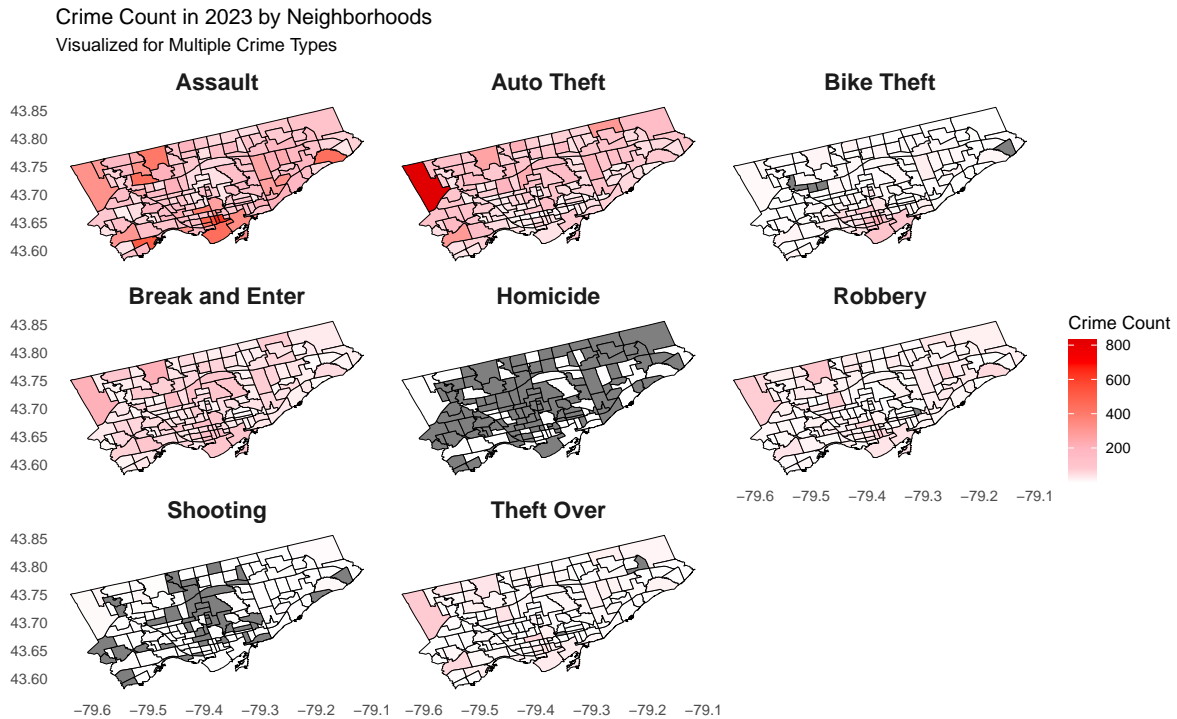 Crime Count in 2023 by Neighborhoods
Visualized for Multiple Crime Types
Assault
Auto Theft
Bike Theft
43.85
43.80
43.75
43.70
43.65
43.60
Break and Enter
Homicide
Robbery
43.85
43.80
43.75
43.70
43.65
43.60
−79.6 −79.5 −79.4 −79.3 −79.2 −79.1
Crime Count
800
600
400
200
Shooting
Theft Over
43.85
43.80
43.75
43.70
43.65
43.60
−79.6 −79.5 −79.4 −79.3 −79.2 −79.1
−79.6 −79.5 −79.4 −79.3 −79.2 −79.1